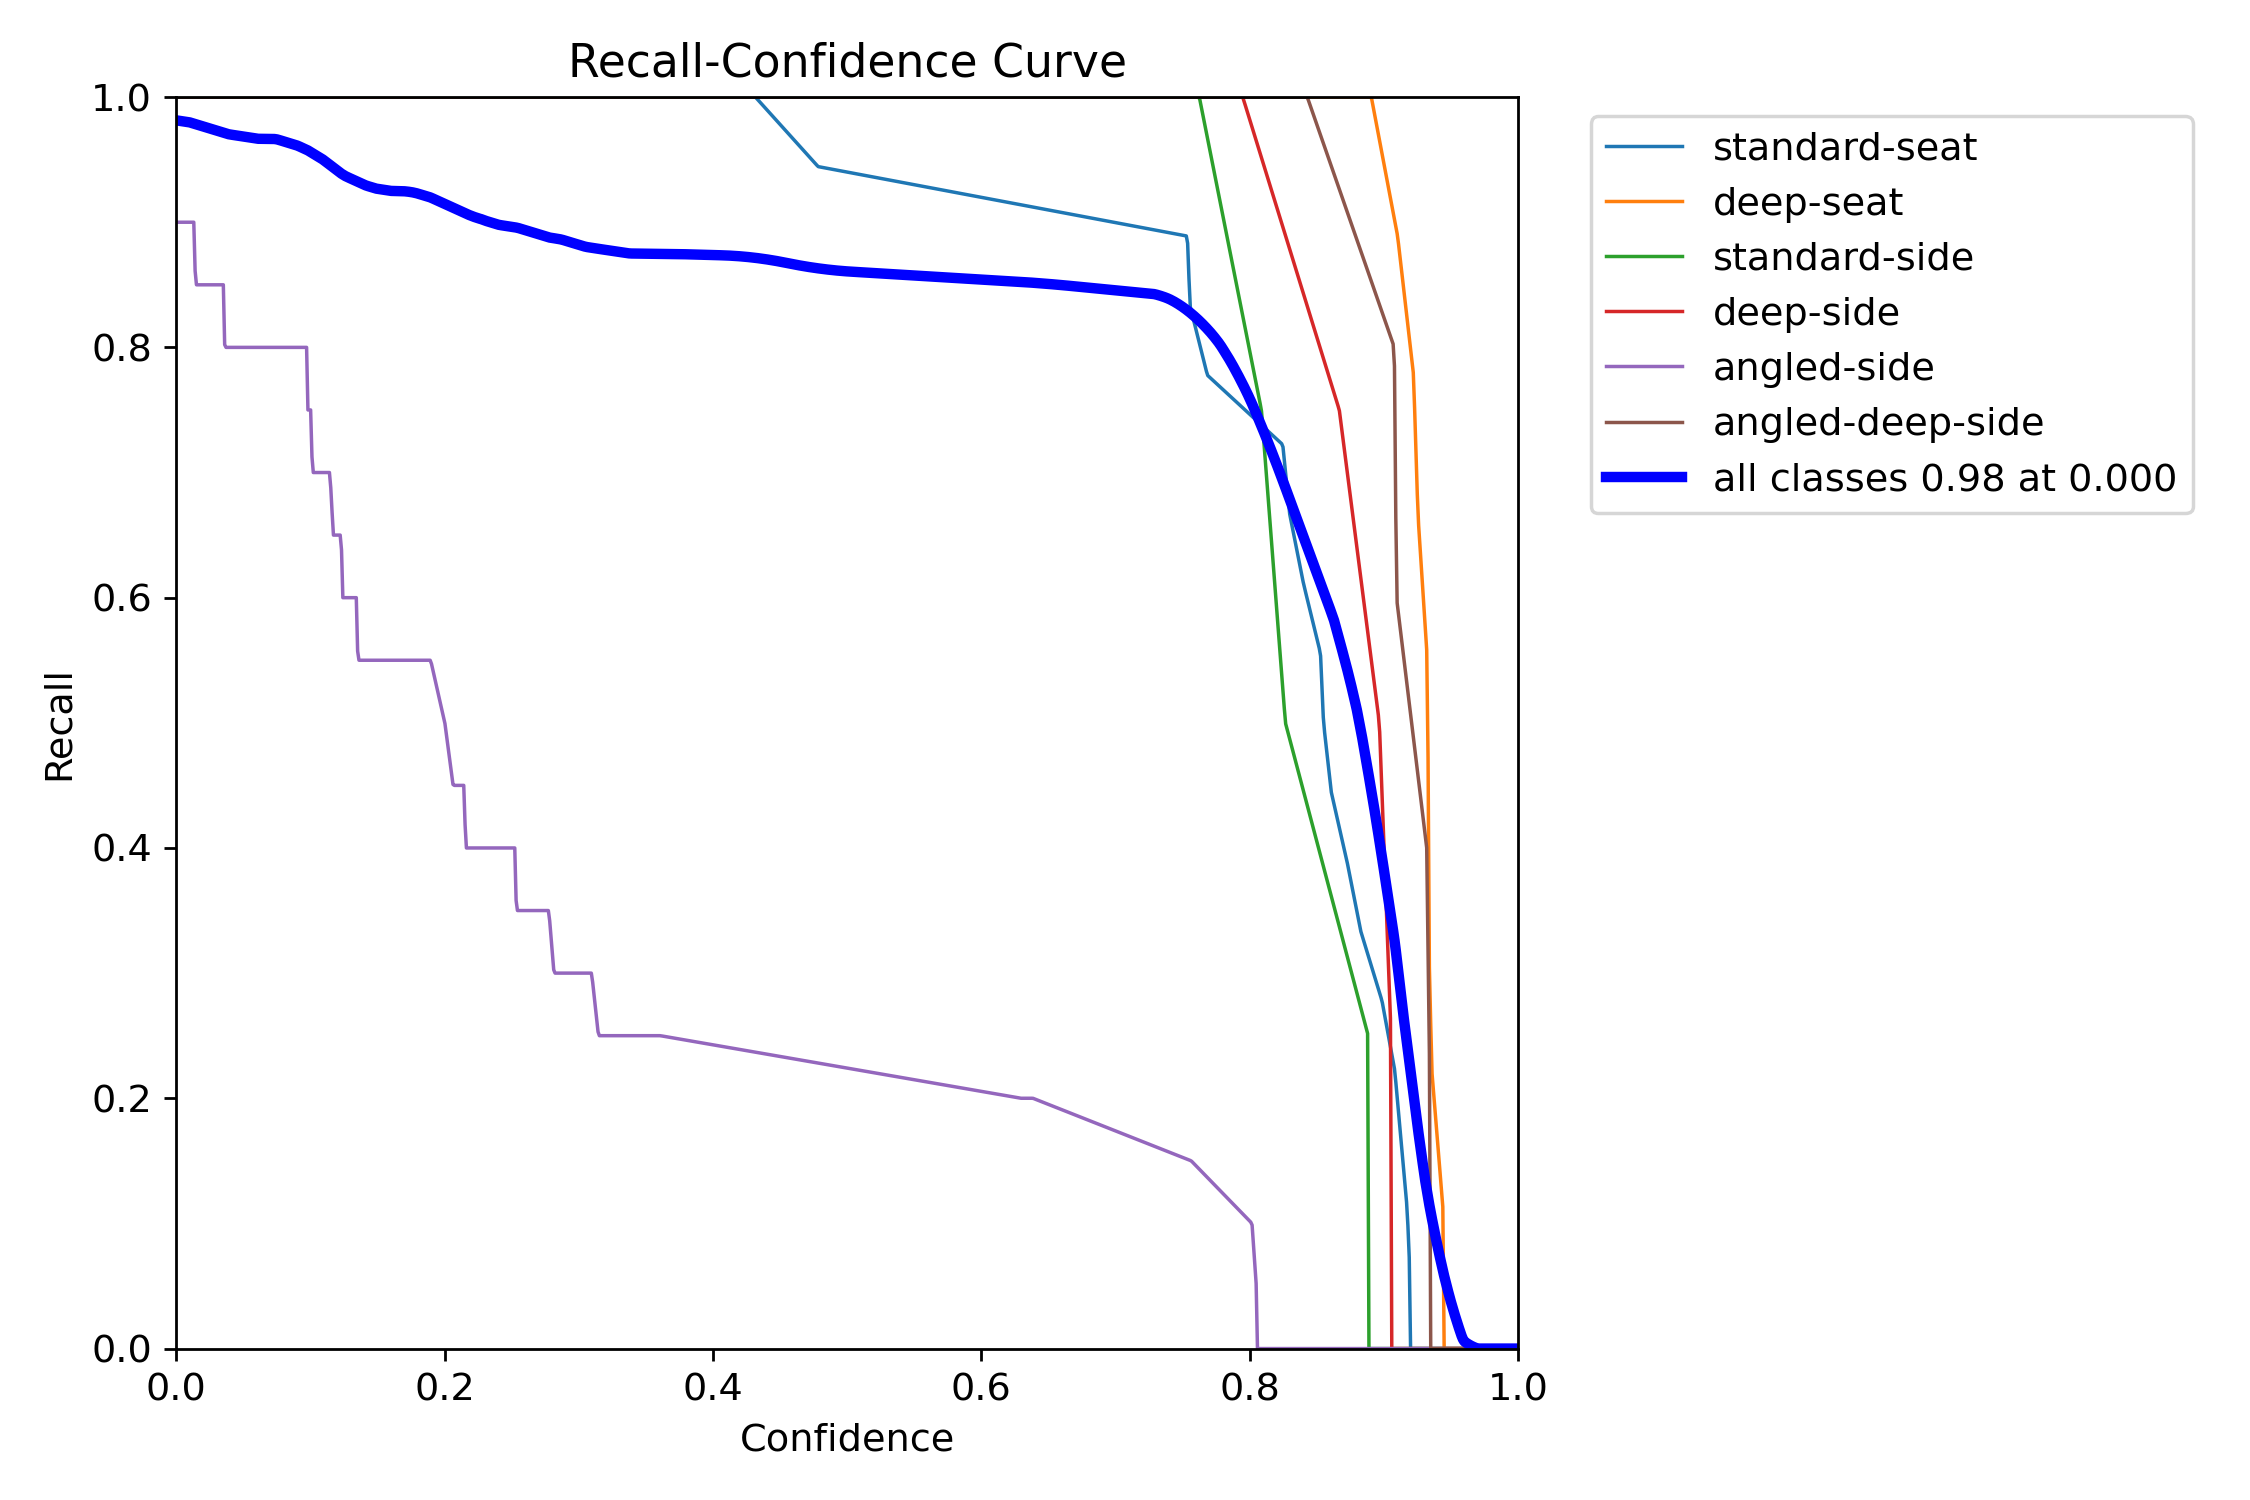 Recall-Confidence Curve
1.0
0.8
0.6
0.4
0.2
0.0
Recall
0.0 0.2 0.4 0.6 0.8 1.0
Confidence
standard-seat
deep-seat
standard-side
deep-side
angled-side
angled-deep-side
all classes 0.98 at 0.000